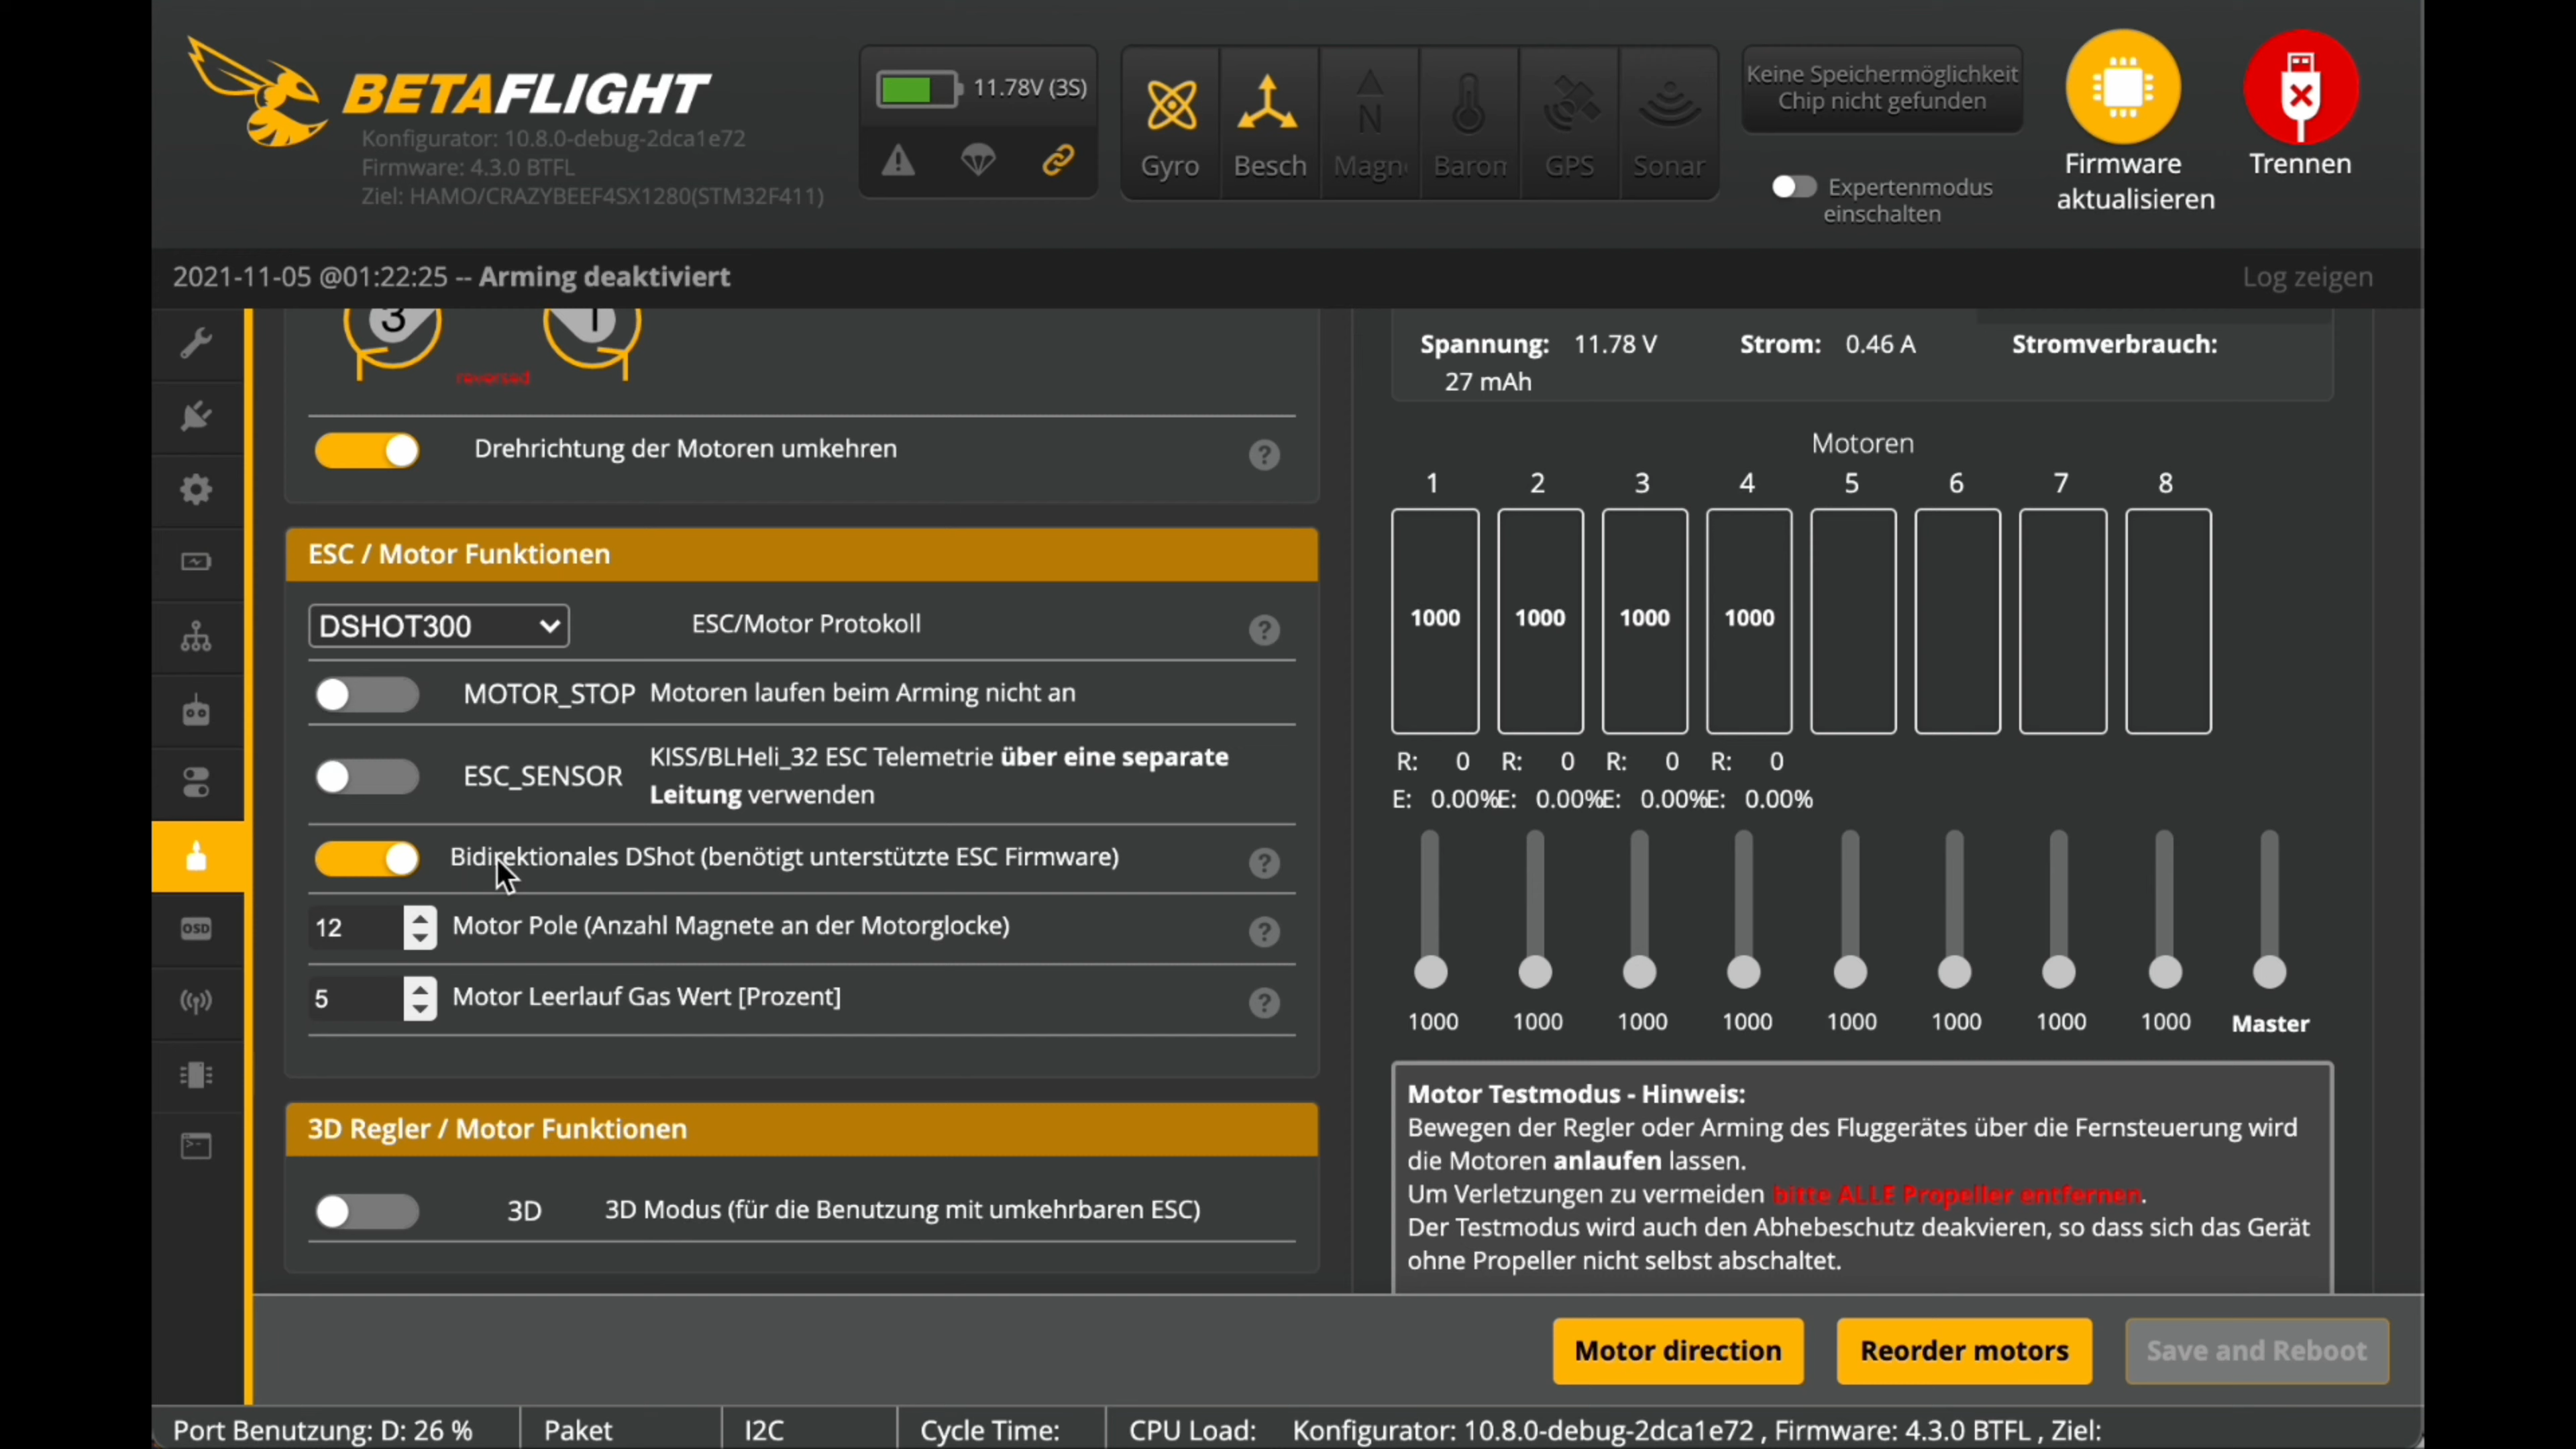 BETAFLIGHT
Konfigurator: 10.8.0-debug-2dca1e72
Firmware: 4.3.0 BTFL
Ziel: HAMO/CRAZYBEEF4SX1280(STM32F411)
11.78V (3S)
Gyro
Besch
N
Magn
Baron
GPS
Sonar
Keine Speichermöglichkeit
Chip nicht gefunden
Expertenmodus
einschalten
Firmware
aktualisieren
Trennen
2021-11-05 @01:22:25 -- Arming deaktiviert
Log zeigen
3
1
reversed
Drehrichtung der Motoren umkehren
?
ESC / Motor Funktionen
DSHOT300
ESC/Motor Protokoll
?
MOTOR_STOP Motoren laufen beim Arming nicht an
ESC_SENSOR
KISS/BLHeli_32 ESC Telemetrie über eine separate
Leitung verwenden
Bidirektionales DShot (benötigt unterstützte ESC Firmware)
?
12 Motor Pole (Anzahl Magnete an der Motorglocke)
?
5 Motor Leerlauf Gas Wert [Prozent]
?
3D Regler / Motor Funktionen
3D 3D Modus (für die Benutzung mit umkehrbaren ESC)
OSD
Spannung: 11.78 V Strom: 0.46 A Stromverbrauch:
27 mAh
Motoren
1 2 3 4 5 6 7 8
1000 1000 1000 1000
R: 0 R: 0 R: 0 R: 0
E: 0.00%E: 0.00%E: 0.00%E: 0.00%
1000 1000 1000 1000 1000 1000 1000 1000 Master
Motor Testmodus - Hinweis:
Bewegen der Regler oder Arming des Fluggerätes über die Fernsteuerung wird
die Motoren anlaufen lassen.
Um Verletzungen zu vermeiden bitte ALLE Propeller entfernen.
Der Testmodus wird auch den Abhebeschutz deakvieren, so dass sich das Gerät
ohne Propeller nicht selbst abschaltet.
Motor direction
Reorder motors
Save and Reboot
Port Benutzung: D: 26 %
Paket
I2C
Cycle Time:
CPU Load:
Konfigurator: 10.8.0-debug-2dca1e72 , Firmware: 4.3.0 BTFL , Ziel: